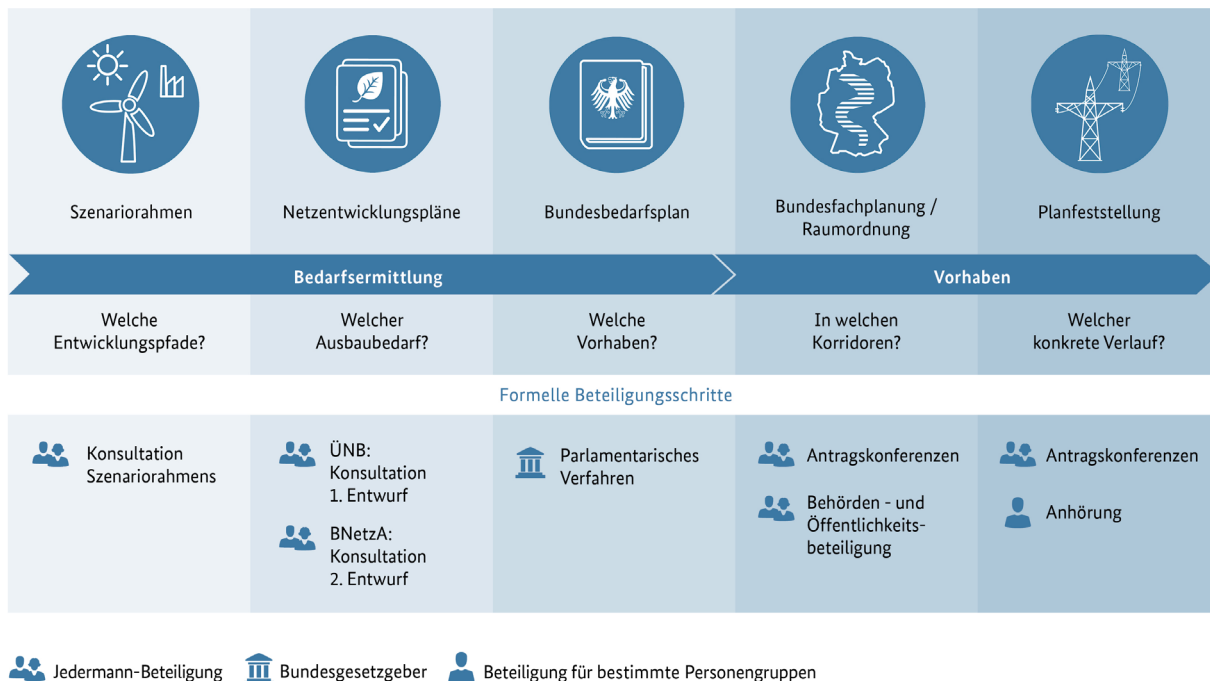 Szenariorahmen
Netzentwicklungspläne
Bundesbedarfsplan
Bundesfachplanung /
Raumordnung
Planfeststellung
Bedarfsermittlung
Vorhaben
Welche
Entwicklungspfade?
Welcher
Ausbaubedarf?
Welche
Vorhaben?
In welchen
Korridoren?
Welcher
konkrete Verlauf?
Formelle Beteiligungsschritte
Konsultation
Szenariorahmens
ÜNB:
Konsultation
1. Entwurf
BNetzA:
Konsultation
2. Entwurf
Parlamentarisches
Verfahren
Antragskonferenzen
Behörden - und
Öffentlichkeits-
beteiligung
Antragskonferenzen
Anhörung
Jedermann-Beteiligung
Bundesgesetzgeber
Beteiligung für bestimmte Personengruppen